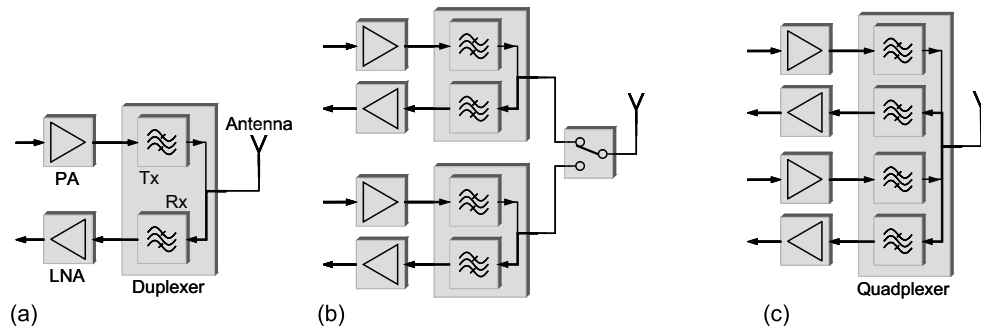 Antenna
PA
Tx
Rx
LNA
Duplexer
Quadplexer
(a)
(b)
(c)